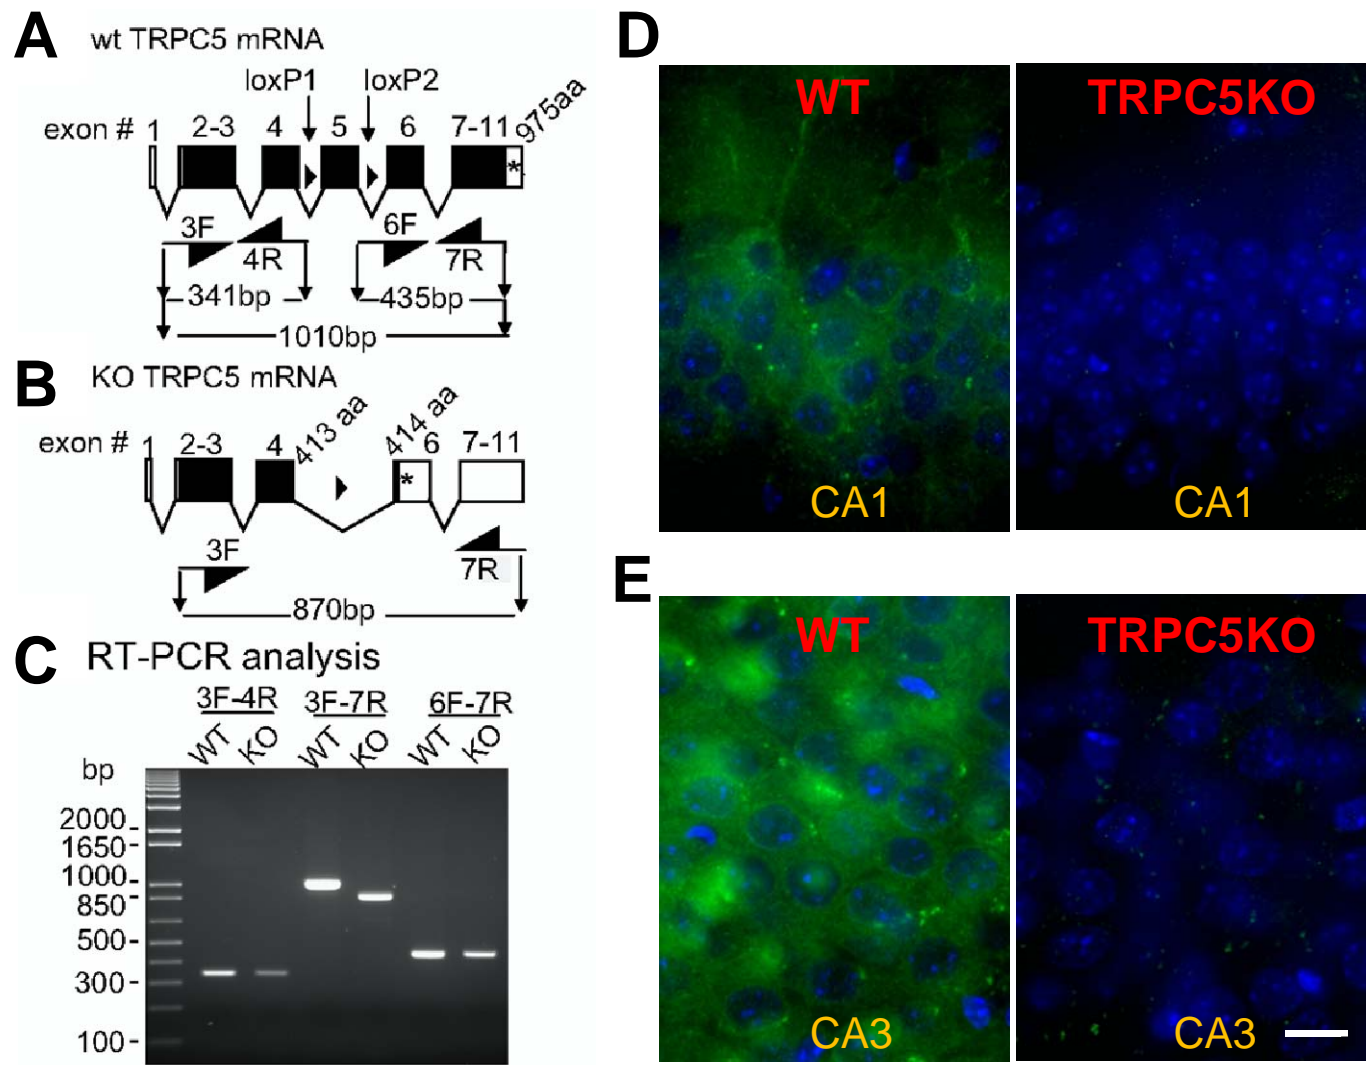 A
wt TRPC5 mRNA
loxP1 loxP2
exon # 1 2-3 4 5 6 7-11 975aa
*
3F 4R 6F 7R
341bp 435bp
1010bp
B
KO TRPC5 mRNA
exon # 1 2-3 4 413 aa 414 aa 6 7-11
*
3F 7R
870bp
C
RT-PCR analysis
3F-4R 3F-7R 6F-7R
WT KO WT KO WT KO
bp
2000
1650-
1000-
850-
500-
300-
100-
D
WT
CA1
TRPC5KO
CA1
E
WT
CA3
TRPC5KO
CA3